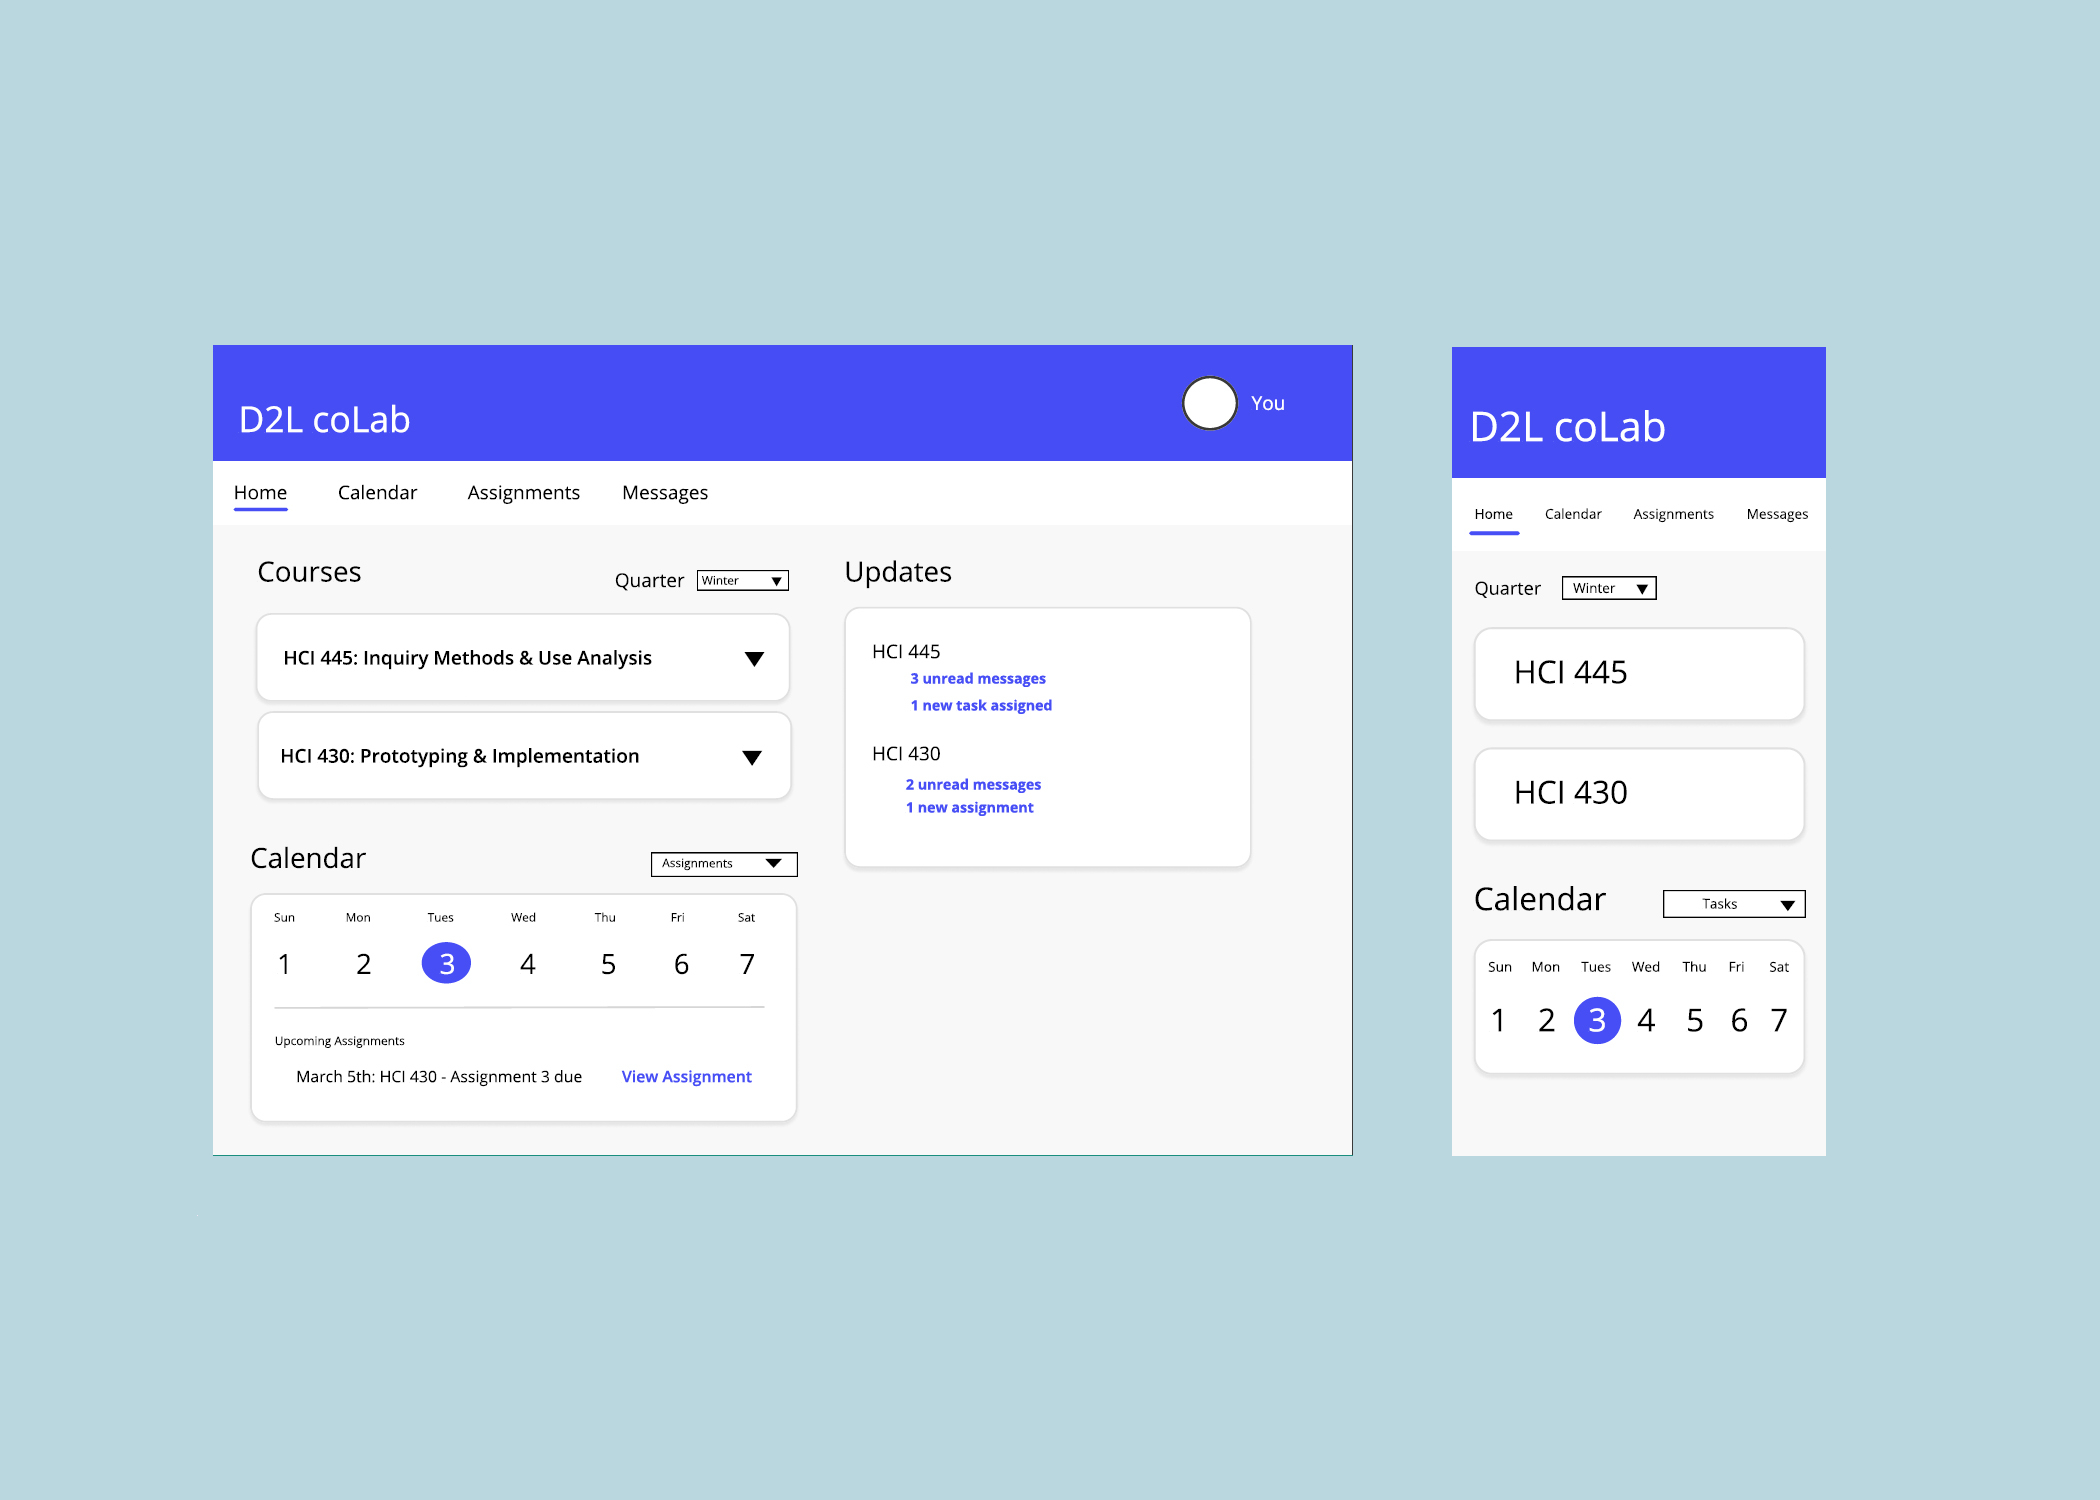 D2L coLab
You
Home Calendar Assignments Messages
Courses
Quarter Winter
HCI 445: Inquiry Methods & Use Analysis
HCI 430: Prototyping & Implementation
Calendar
Assignments
Sun Mon Tues Wed Thu Fri Sat
1 2 3 4 5 6 7
Upcoming Assignments
March 5th: HCI 430 - Assignment 3 due View Assignment
Updates
HCI 445
3 unread messages
1 new task assigned
HCI 430
2 unread messages
1 new assignment
D2L coLab
Home Calendar Assignments Messages
Quarter Winter
HCI 445
HCI 430
Calendar
Tasks
Sun Mon Tues Wed Thu Fri Sat
1 2 3 4 5 6 7